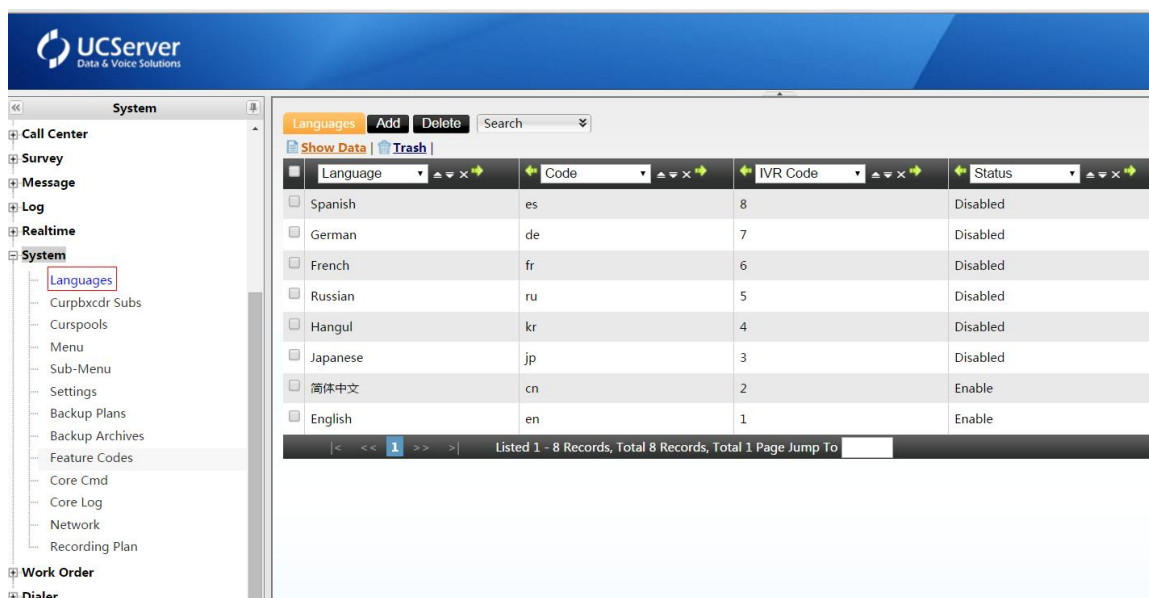 UCServer
Data & Voice Solutions
System
Call Center
Survey
Message
Log
Realtime
System
Languages
Curpbxcdr Subs
Curspools
Menu
Sub-Menu
Settings
Backup Plans
Backup Archives
Feature Codes
Core Cmd
Core Log
Network
Recording Plan
Work Order
Dialer
Languages Add Delete Search
Show Data | Trash |
Language Code IVR Code Status
Spanish es 8 Disabled
German de 7 Disabled
French fr 6 Disabled
Russian ru 5 Disabled
Hangul kr 4 Disabled
Japanese jp 3 Disabled
简体中文 cn 2 Enable
English en 1 Enable
|< << 1 >> >| Listed 1 - 8 Records, Total 8 Records, Total 1 Page Jump To